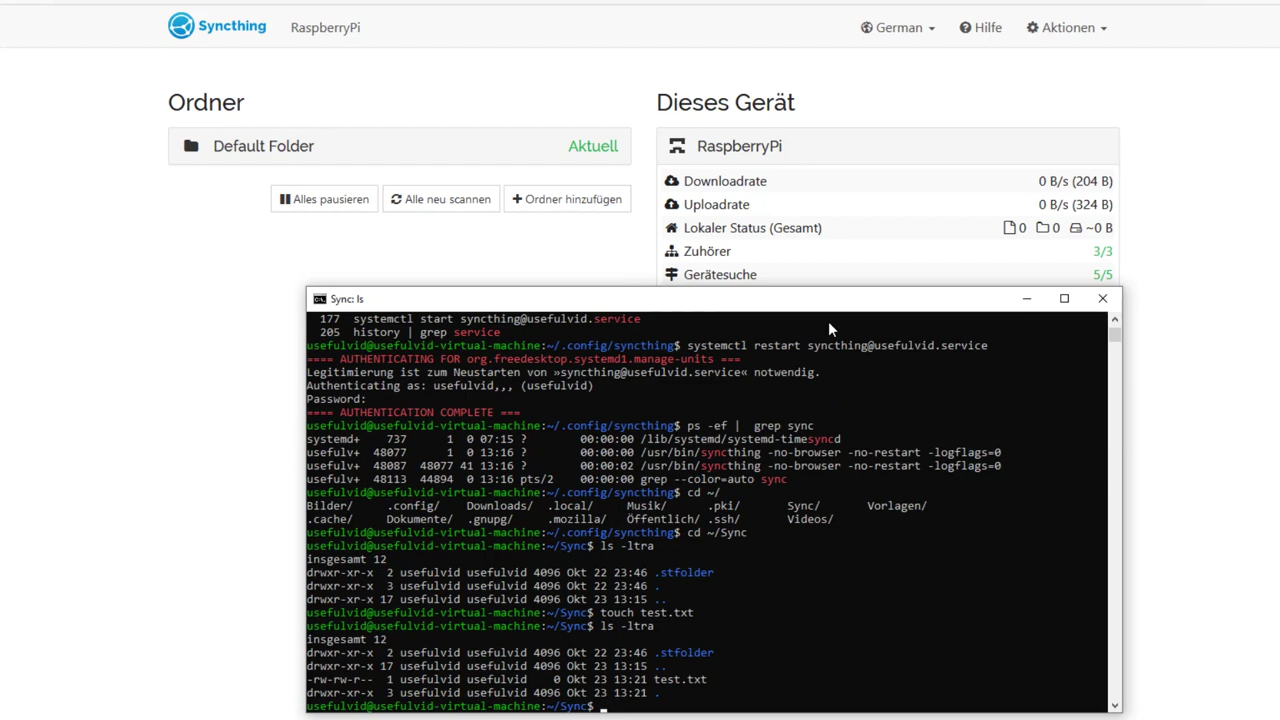 Syncthing RaspberryPi German Hilfe Aktionen
Ordner
Default Folder Aktuell
Alles pausieren Alle neu scannen Ordner hinzufügen
Dieses Gerät
RaspberryPi
Downloadrate 0 B/s (204 B)
Uploadrate 0 B/s (324 B)
Lokaler Status (Gesamt) 0 0 ~0 B
Zuhörer 3/3
Gerätesuche 5/5
Sync: ls
177 systemctl start syncthing@usefulvid.service
205 history | grep service
usefulvid@usefulvid-virtual-machine:~/.config/syncthing$ systemctl restart syncthing@usefulvid.service
==== AUTHENTICATING FOR org.freedesktop.systemd1.manage-units ===
Legitimierung ist zum Neustarten von »syncthing@usefulvid.service« notwendig.
Authenticating as: usefulvid,,, (usefulvid)
Password:
==== AUTHENTICATION COMPLETE ===
usefulvid@usefulvid-virtual-machine:~/.config/syncthing$ ps -ef | grep sync
systemd+ 737 1 0 07:15 ? 00:00:00 /lib/systemd/systemd-timesyncd
usefulv+ 48077 1 0 13:16 ? 00:00:00 /usr/bin/syncthing -no-browser -no-restart -logflags=0
usefulv+ 48087 48077 41 13:16 ? 00:00:02 /usr/bin/syncthing -no-browser -no-restart -logflags=0
usefulv+ 48113 44894 0 13:16 pts/2 00:00:00 grep --color=auto sync
usefulvid@usefulvid-virtual-machine:~/.config/syncthing$ cd ~/
Bilder/ .config/ Downloads/ .local/ Musik/ .pki/ Sync/ Vorlagen/
.cache/ Dokumente/ .gnupg/ .mozilla/ Öffentlich/ .ssh/ Videos/
usefulvid@usefulvid-virtual-machine:~/.config/syncthing$ cd ~/Sync
usefulvid@usefulvid-virtual-machine:~/Sync$ ls -ltra
insgesamt 12
drwxr-xr-x 2 usefulvid usefulvid 4096 Okt 22 23:46 .stfolder
drwxr-xr-x 3 usefulvid usefulvid 4096 Okt 22 23:46 .
drwxr-xr-x 17 usefulvid usefulvid 4096 Okt 23 13:15 ..
usefulvid@usefulvid-virtual-machine:~/Sync$ touch test.txt
usefulvid@usefulvid-virtual-machine:~/Sync$ ls -ltra
insgesamt 12
drwxr-xr-x 2 usefulvid usefulvid 4096 Okt 22 23:46 .stfolder
drwxr-xr-x 17 usefulvid usefulvid 4096 Okt 23 13:15 ..
-rw-rw-r-- 1 usefulvid usefulvid 0 Okt 23 13:21 test.txt
drwxr-xr-x 3 usefulvid usefulvid 4096 Okt 23 13:21 .
usefulvid@usefulvid-virtual-machine:~/Sync$